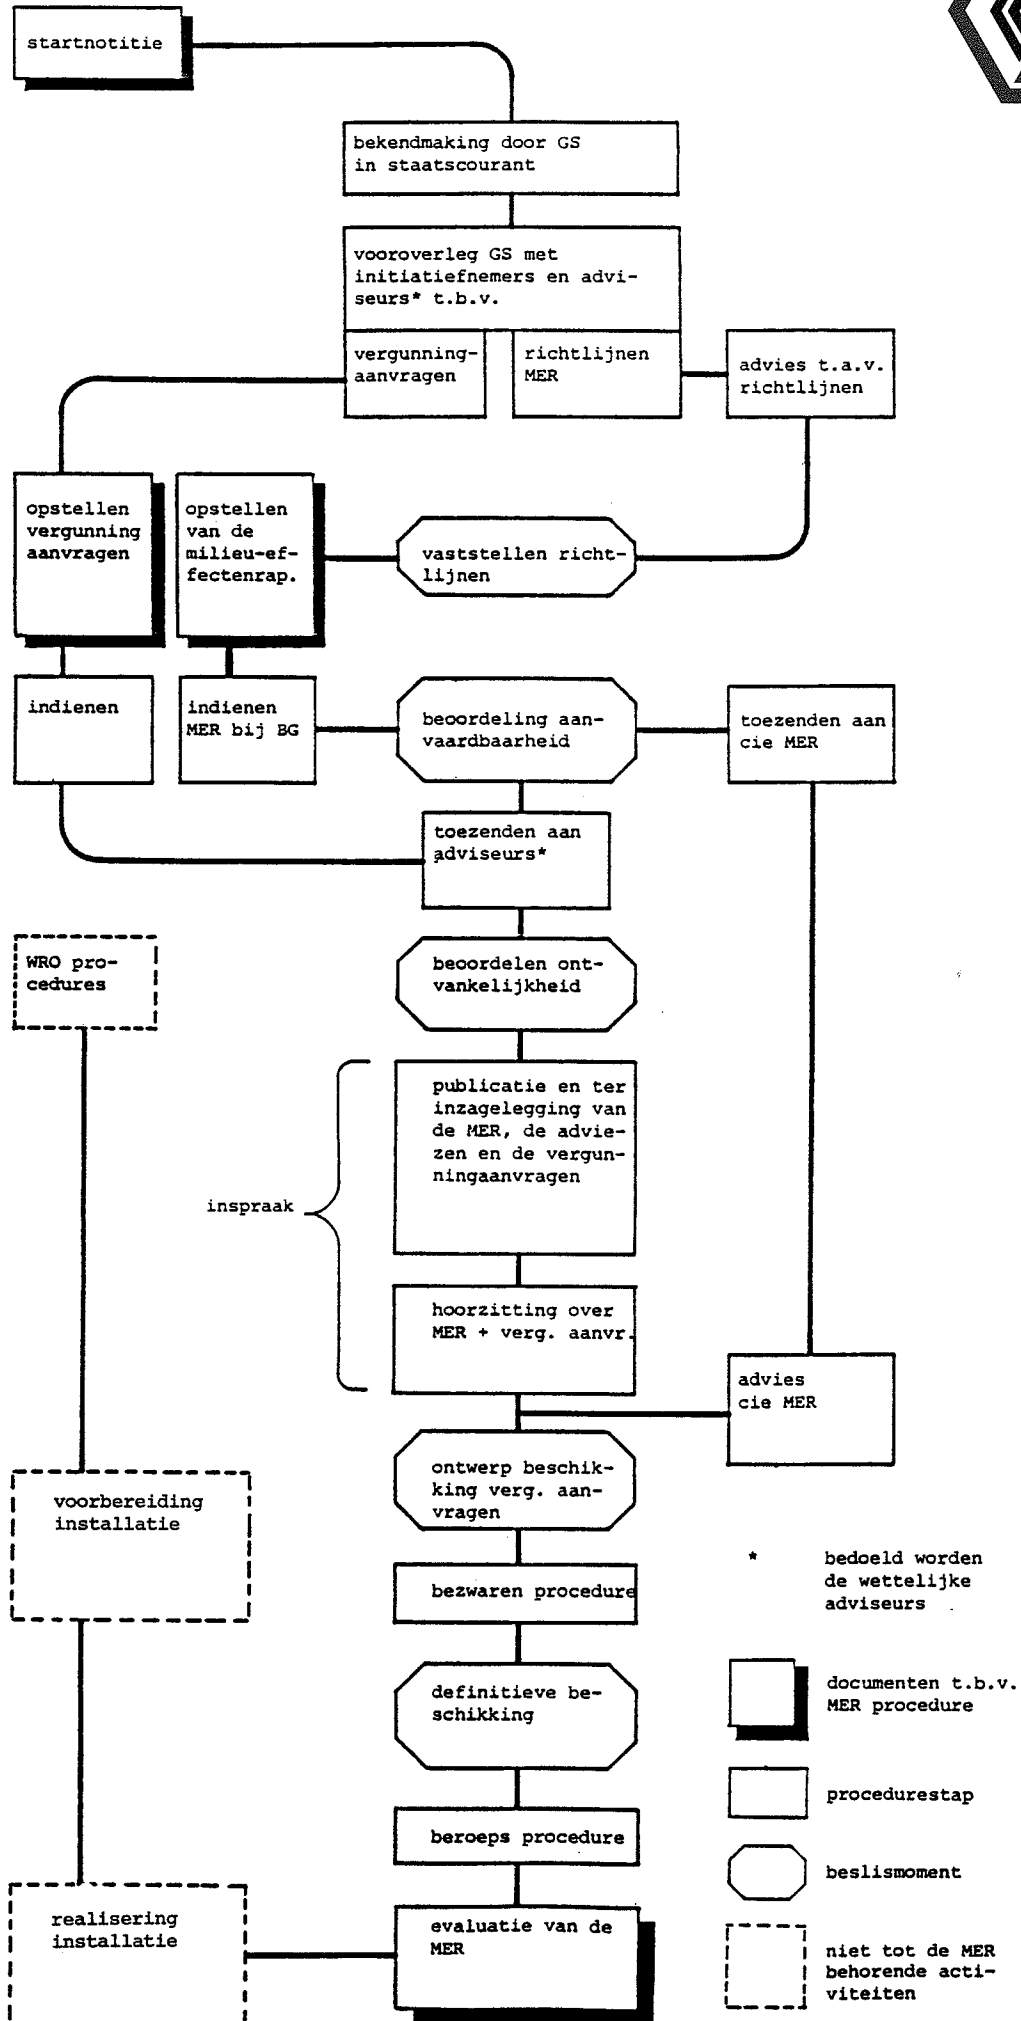 startnotitie
bekendmaking door GS
in staatscourant
vooroverleg GS met
initiatiefnemers en advi-
seurs* t.b.v.
vergunning-
aanvragen
richtlijnen
MER
advies t.a.v.
richtlijnen
opstellen
vergunning
aanvragen
opstellen
van de
milieu-ef-
fectenrap.
vaststellen richt-
lijnen
indienen
indienen
MER bij BG
beoordeling aan-
vaardbaarheid
toezenden aan
cie MER
toezenden aan
adviseurs*
WRO pro-
cedures
beoordelen ont-
vankelijkheid
publicatie en ter
inzagelegging van
de MER, de advie-
zen en de vergun-
ningaanvragen
inspraak
hoorzitting over
MER + verg. aanvr.
advies
cie MER
ontwerp beschik-
king verg. aan-
vragen
voorbereiding
installatie
bezwaren procedure
definitieve be-
schikking
beroeps procedure
realisering
installatie
evaluatie van de
MER
* bedoeld worden
de wettelijke
adviseurs
documenten t.b.v.
MER procedure
procedurestap
beslismoment
niet tot de MER
behorende acti-
viteiten